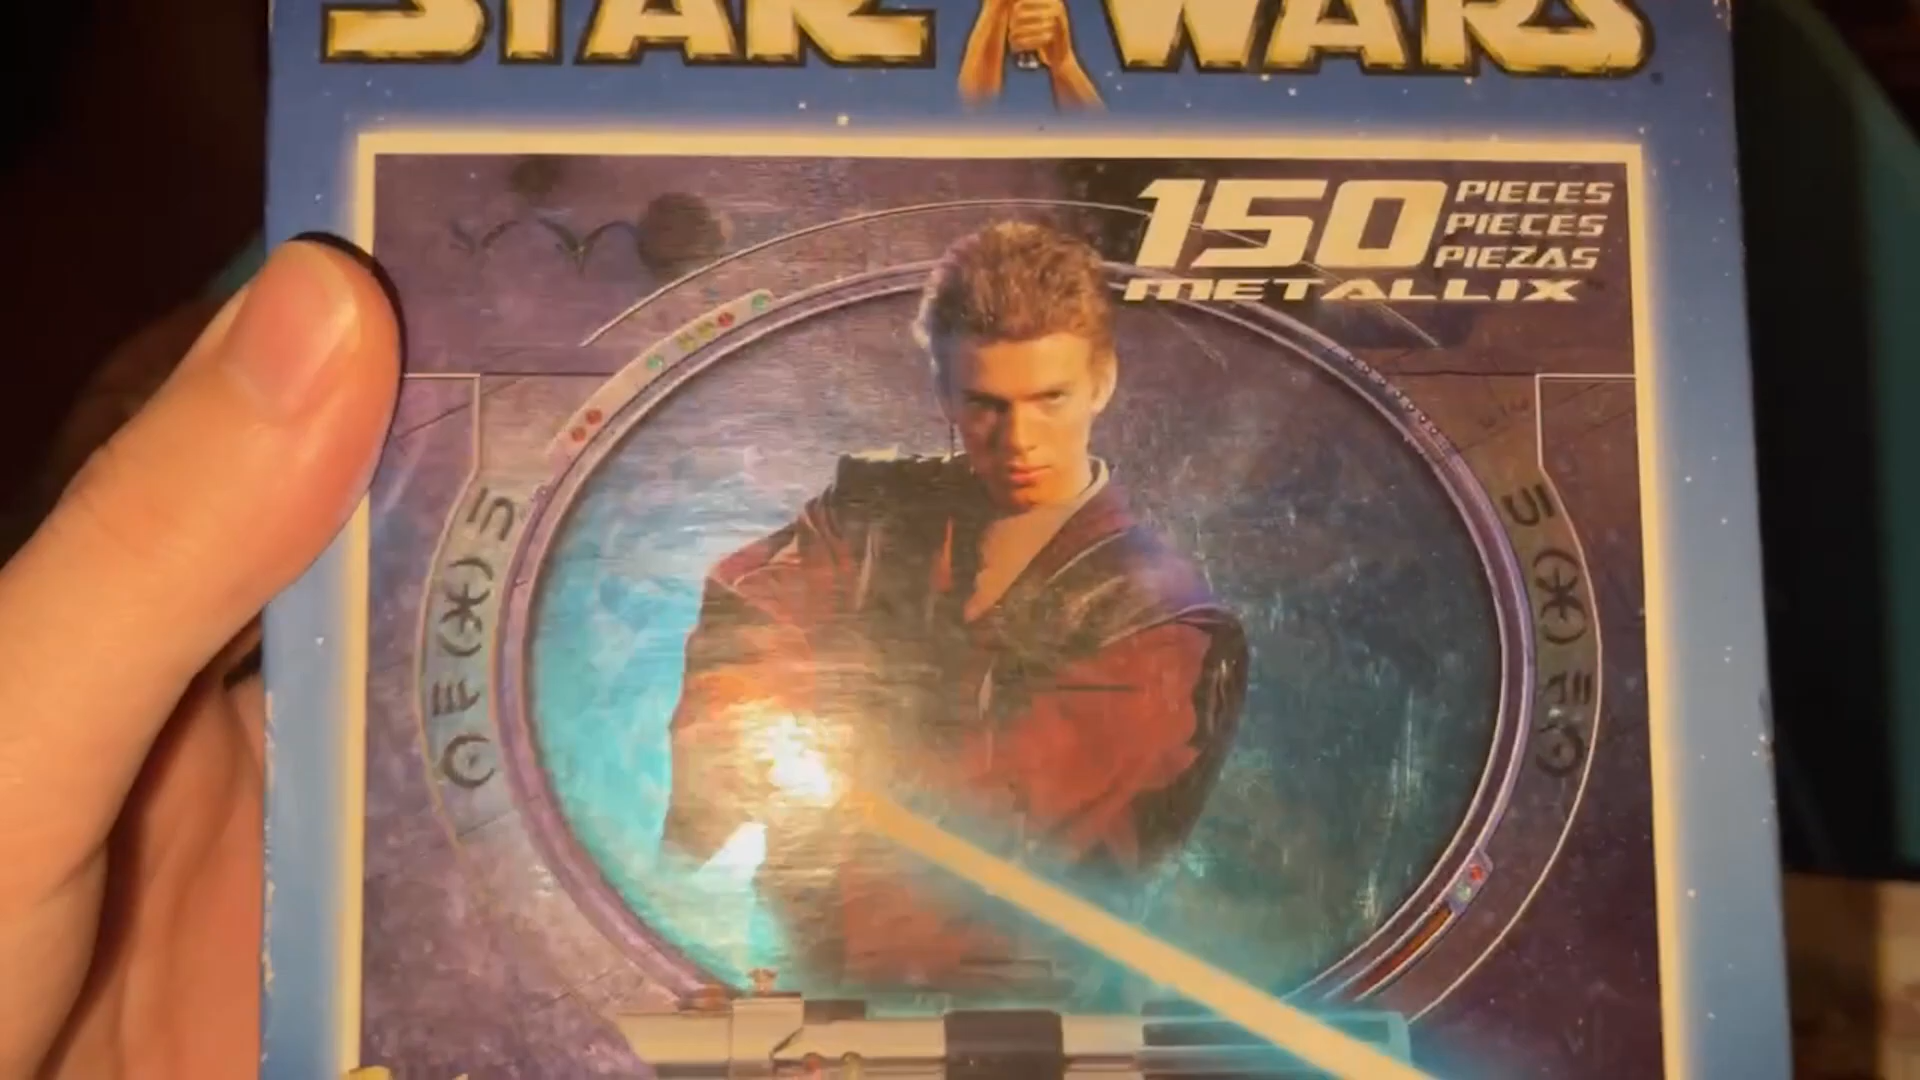 STAR WARS
150 PIECES
PIECES
PIEZAS
METALLIX